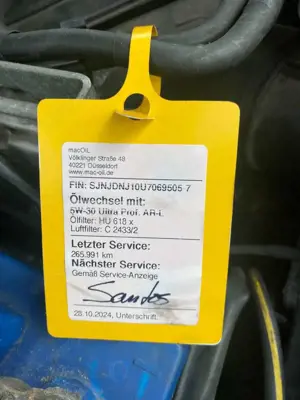 macOIL
Völklinger Straße 49
40221 Düsseldorf
www.mac-oil.de
FIN: SJNJDNJ10U7069505 7
Ölwechsel mit:
5W-30 Ultra Prof. AR-L
Ölfilter: HU 618 x
Luftfilter: C 2433/2
Letzter Service:
265.991 km
Nächster Service:
Gemäß Service-Anzeige
Sandos
28.10.2024, Unterschrift.